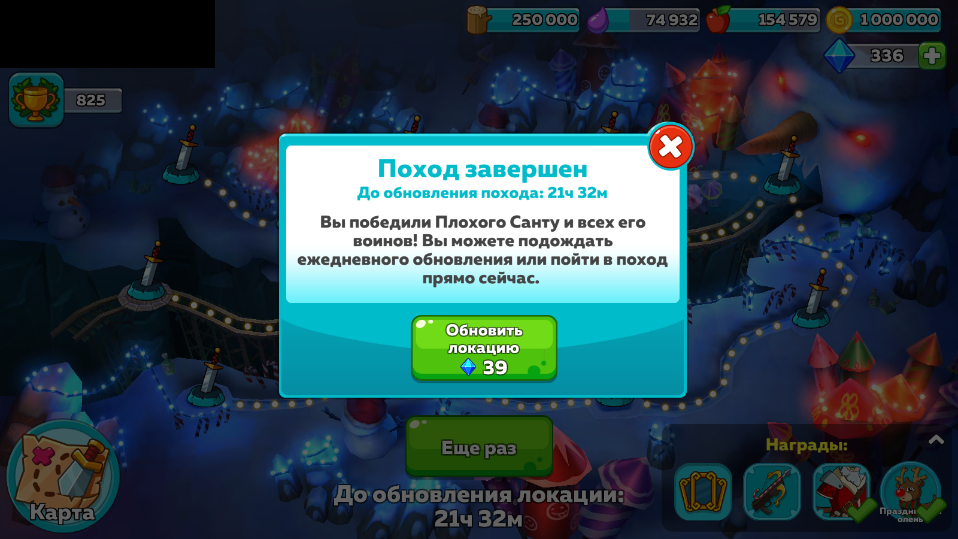 250 000
74 932
154 579
1 000 000
336
825
Поход завершен
До обновления похода: 21ч 32м
Вы победили Плохого Санту и всех его
воинов! Вы можете подождать
ежедневного обновления или пойти в поход
прямо сейчас.
Обновить
локацию
39
Еще раз
До обновления локации:
21ч 32м
Карта
Награды:
олень